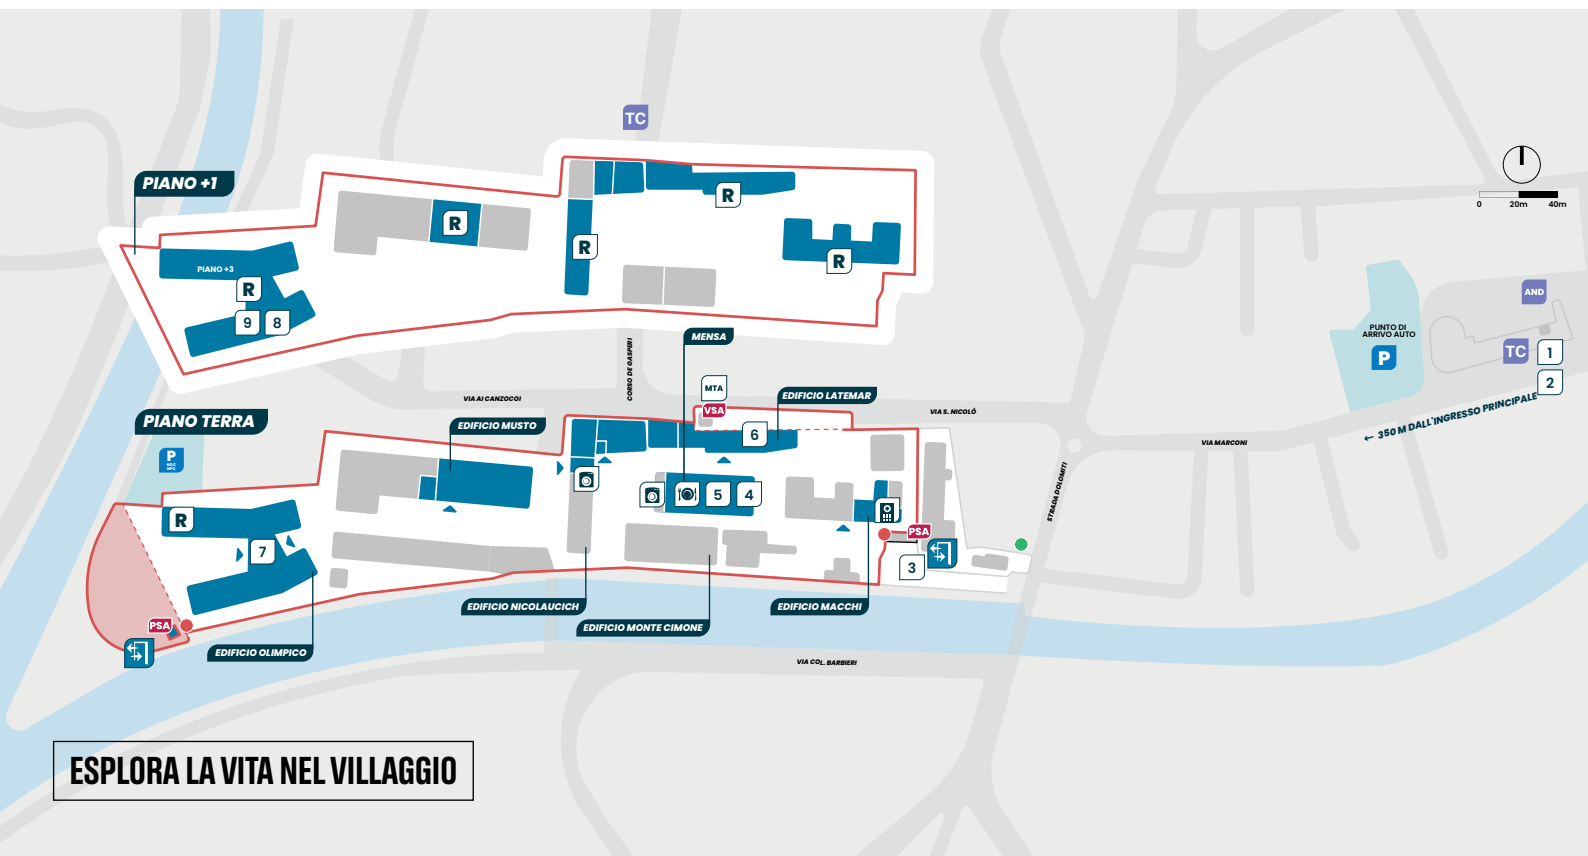 TC
PIANO +1
R
R
R
R
PIANO +3
R
9
8
0
20m
40m
AND
PUNTO DI
ARRIVO AUTO
P
TC
1
2
← 350 M DALL'INGRESSO PRINCIPALE
MENSA
CORSO DE GASPERI
VIA AI CANZOCOI
MTA
VSA
EDIFICIO LATEMAR
VIA S. NICOLÒ
PIANO TERRA
EDIFICIO MUSTO
6
VIA MARCONI
P
NOC
NPC
5
4
STRADA DOLOMITI
R
7
PSA
3
EDIFICIO NICOLAUCICH
EDIFICIO MACCHI
PSA
EDIFICIO MONTE CIMONE
EDIFICIO OLIMPICO
VIA COL. BARBIERI
ESPLORA LA VITA NEL VILLAGGIO